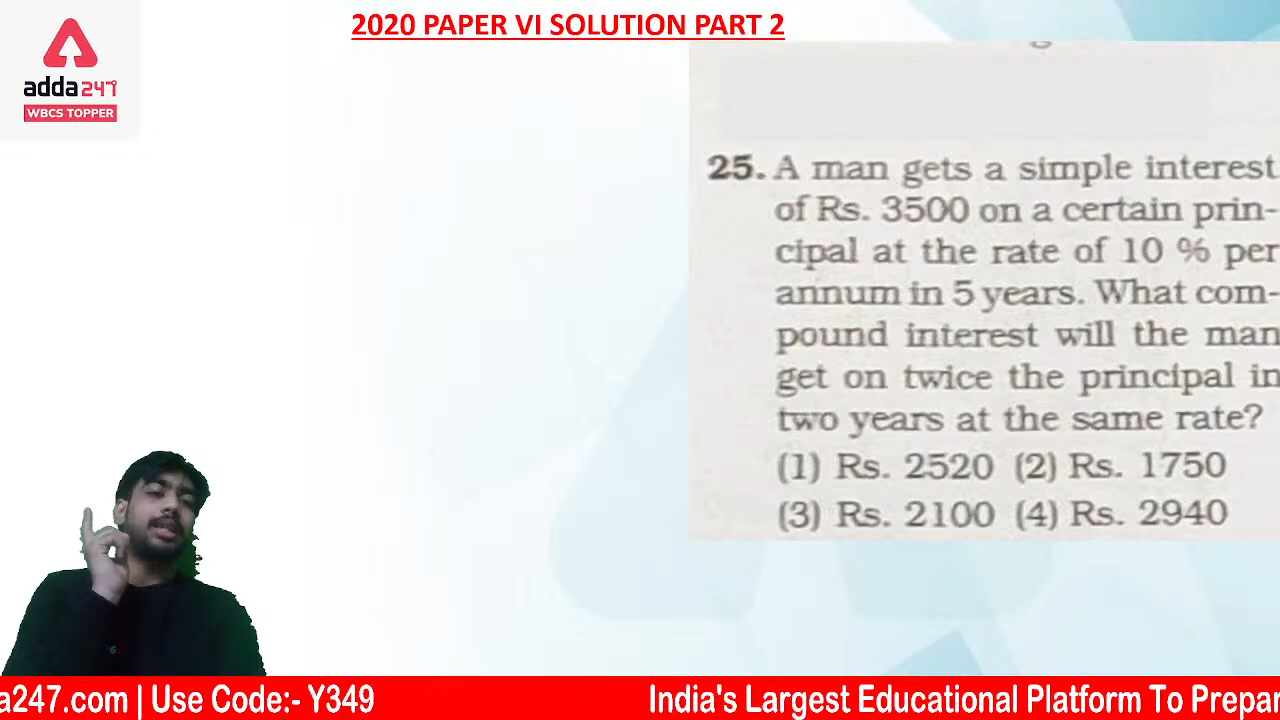 2020 PAPER VI SOLUTION PART 2
adda247
WBCS TOPPER
25. A man gets a simple interest
of Rs. 3500 on a certain prin-
cipal at the rate of 10 % per
annum in 5 years. What com-
pound interest will the man
get on twice the principal in
two years at the same rate?
(1) Rs. 2520 (2) Rs. 1750
(3) Rs. 2100 (4) Rs. 2940
a247.com | Use Code:- Y349
India's Largest Educational Platform To Prepar